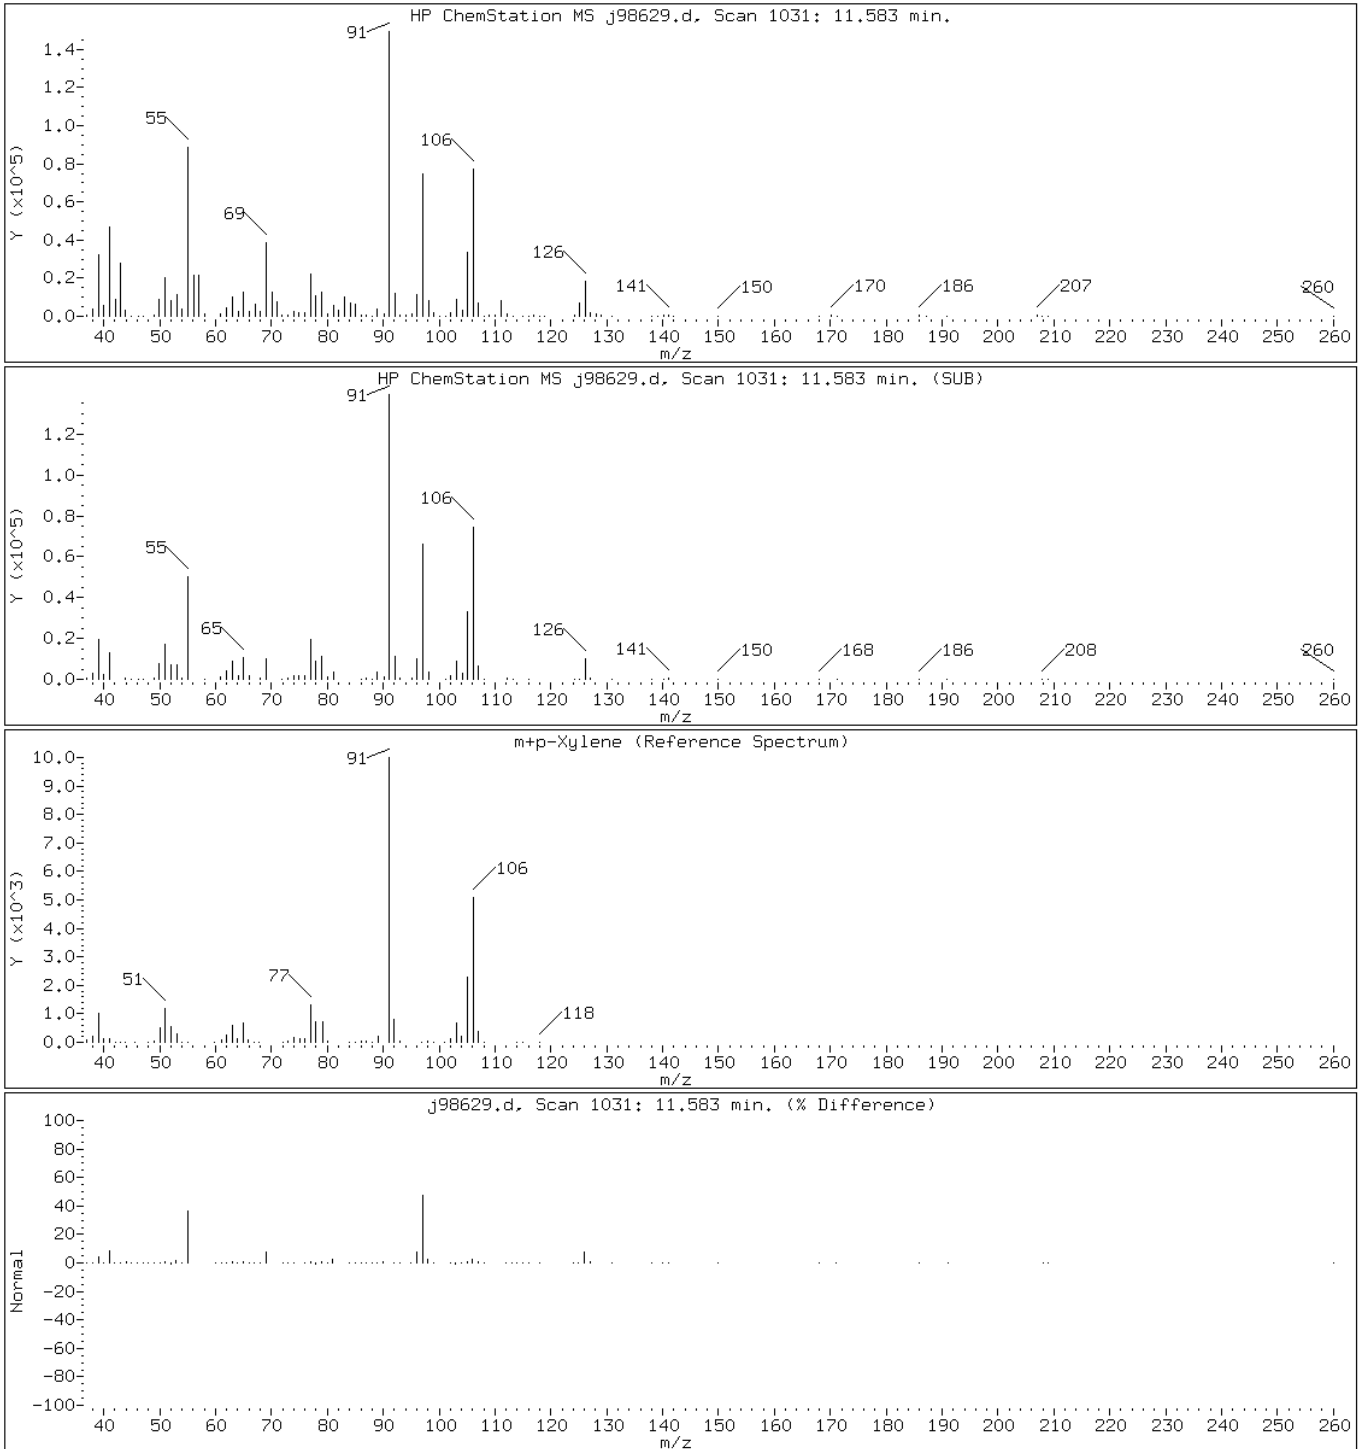 HP ChemStation MS j98629.d, Scan 1031: 11.583 min.
91
1.4
1.2
55
1.0
106
0.8
Y (x10^5)
0.6
69
0.4
126
0.2
141 150 170 186 207 260
0.0
40 50 60 70 80 90 100 110 120 130 140 150 160 170 180 190 200 210 220 230 240 250 260
m/z
HP ChemStation MS j98629.d, Scan 1031: 11.583 min. (SUB)
91
1.2
1.0
106
0.8
55
Y (x10^5)
0.6
0.4
65
126
0.2
141 150 168 186 208 260
0.0
40 50 60 70 80 90 100 110 120 130 140 150 160 170 180 190 200 210 220 230 240 250 260
m/z
m+p-Xylene (Reference Spectrum)
91
10.0
9.0
8.0
7.0
106
6.0
5.0
Y (x10^3)
4.0
3.0
51 77
2.0
118
1.0
0.0
40 50 60 70 80 90 100 110 120 130 140 150 160 170 180 190 200 210 220 230 240 250 260
m/z
j98629.d, Scan 1031: 11.583 min. (% Difference)
100
80
60
40
20
0
Normal
-20
-40
-60
-80
-100
40 50 60 70 80 90 100 110 120 130 140 150 160 170 180 190 200 210 220 230 240 250 260
m/z